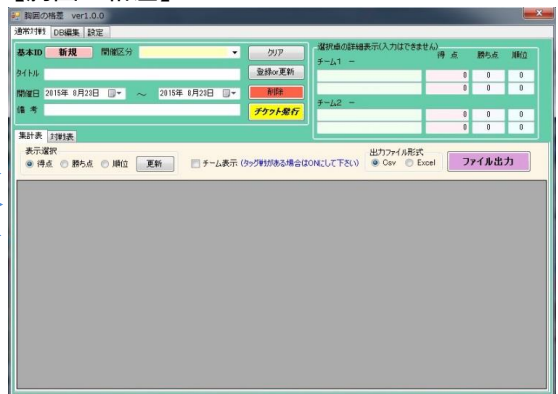 胸囲の格差 ver1.0.0
通常対戦 DB編集 設定
基本ID 新規 開催区分 クリア
タイトル 登録or更新
開催日 2015年 8月23日 ～ 2015年 8月23日 削除
備 考 チケット発行
選択卓の詳細表示(入力はできません)
チーム1 － 得 点 勝ち点 順位
0 0 0
0 0 0
チーム2 －
0 0 0
0 0 0
集計表 対戦表
表示選択
得点 勝ち点 順位 更新 チーム表示 (タッグ戦がある場合はONにして下さい)
出力ファイル形式
Csv Excel ファイル出力